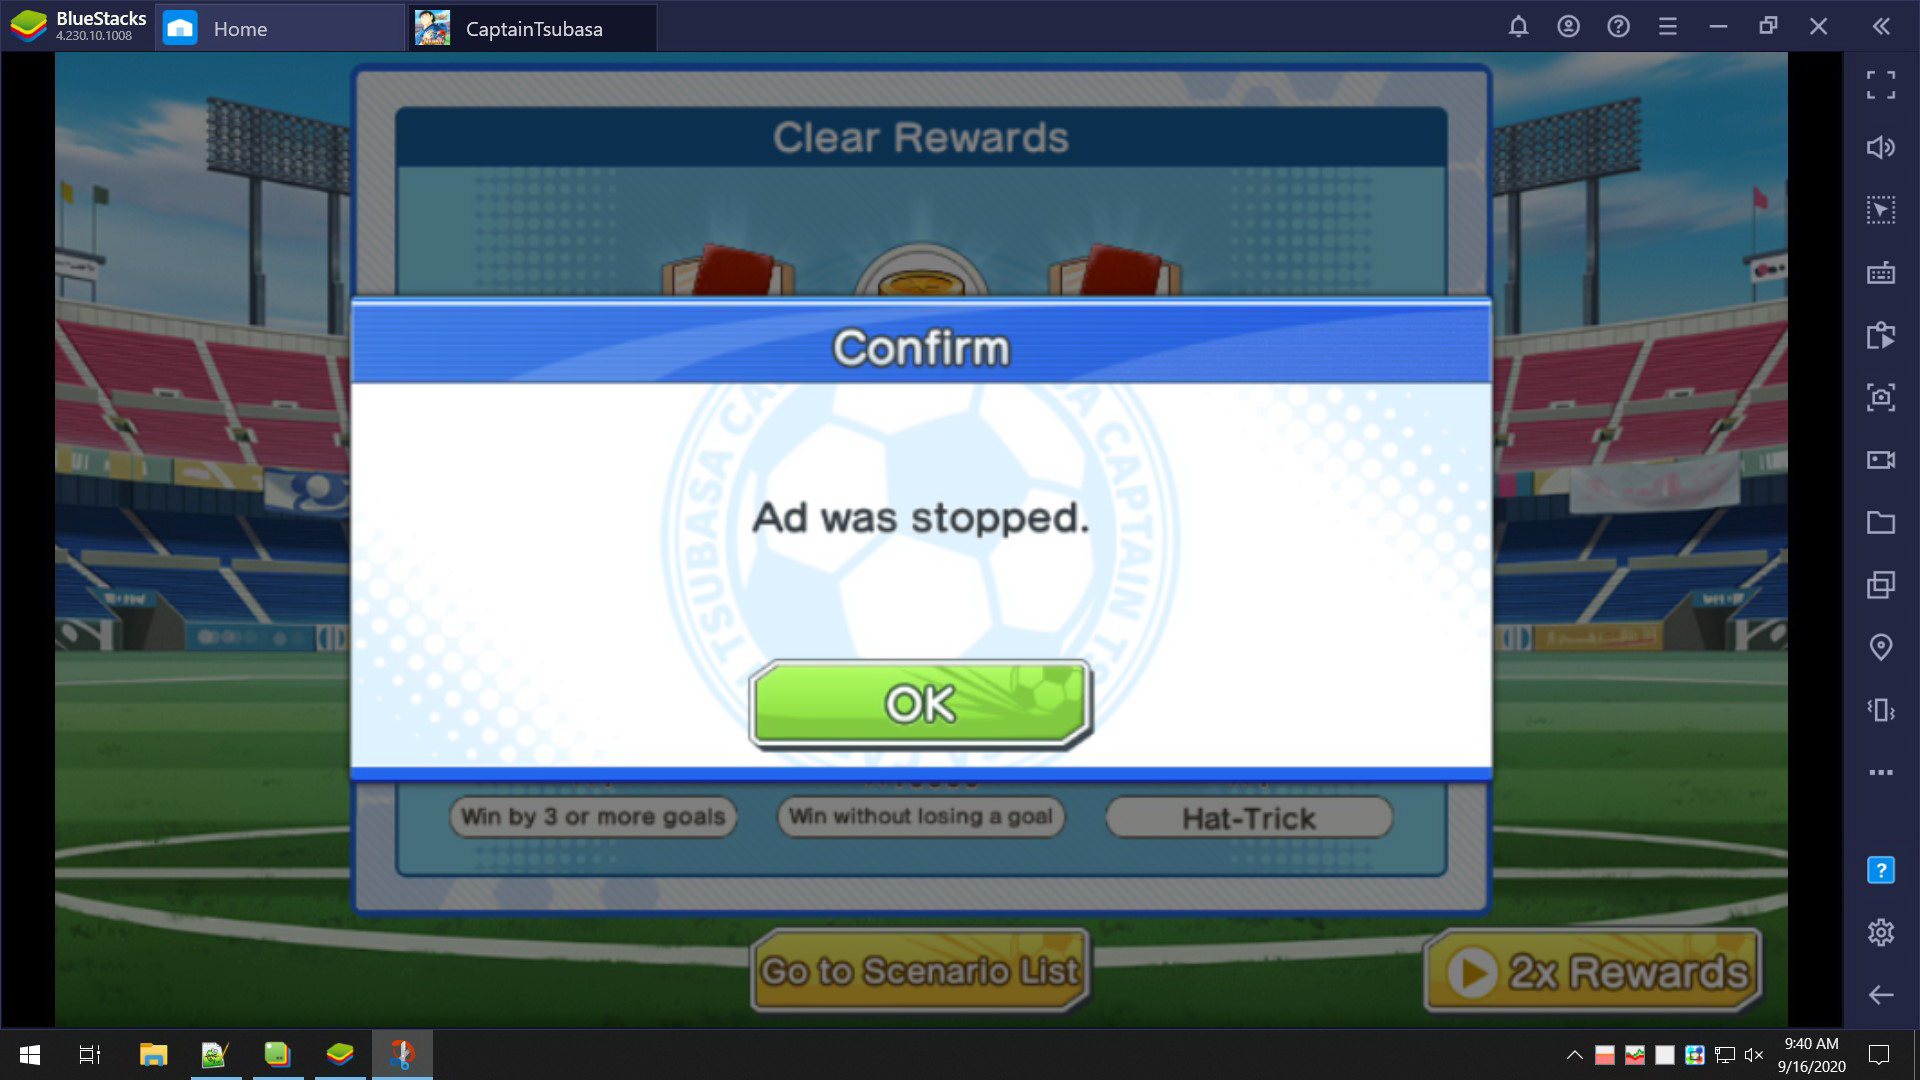 BlueStacks
4.230.10.1008
Home
CaptainTsubasa
Clear Rewards
Confirm
Ad was stopped.
OK
Win by 3 or more goals
Win without losing a goal
Hat-Trick
Go to Scenario List
2x Rewards
9:40 AM
9/16/2020